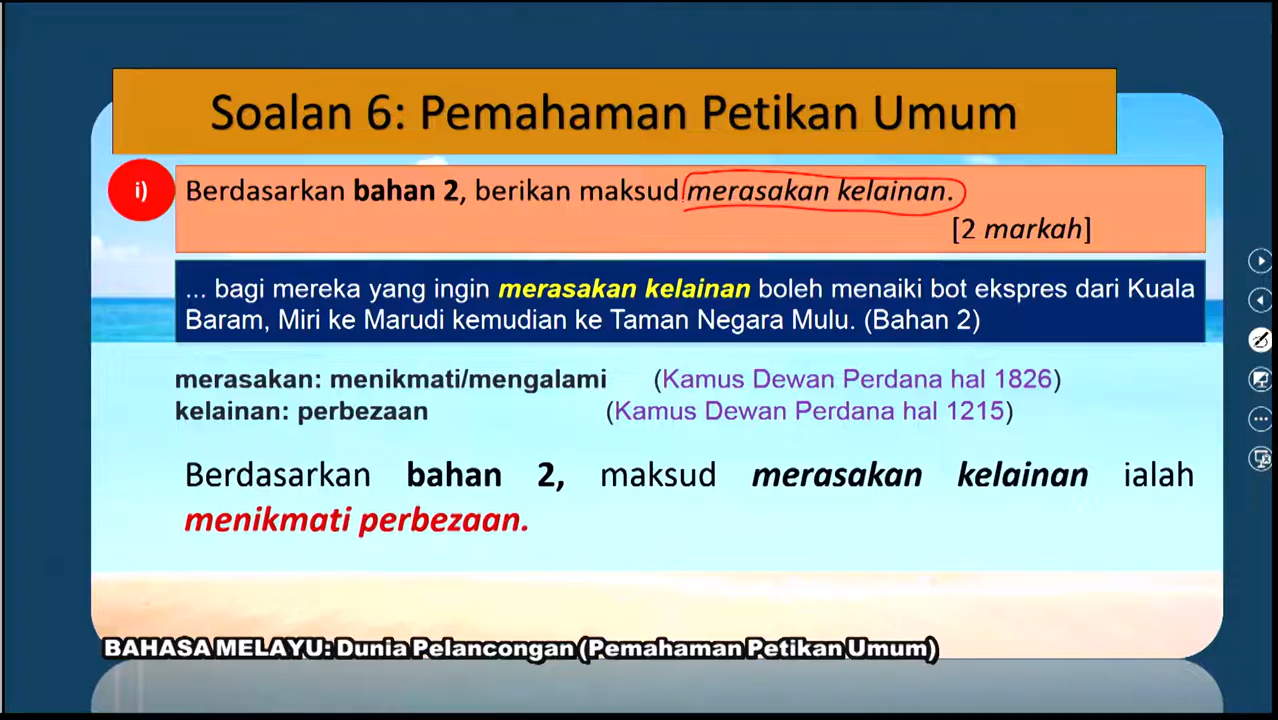 Soalan 6: Pemahaman Petikan Umum
i)
Berdasarkan bahan 2, berikan maksud merasakan kelainan.
[2 markah]
... bagi mereka yang ingin merasakan kelainan boleh menaiki bot ekspres dari Kuala
Baram, Miri ke Marudi kemudian ke Taman Negara Mulu. (Bahan 2)
merasakan: menikmati/mengalami (Kamus Dewan Perdana hal 1826)
kelainan: perbezaan (Kamus Dewan Perdana hal 1215)
Berdasarkan bahan 2, maksud merasakan kelainan ialah
menikmati perbezaan.
BAHASA MELAYU: Dunia Pelancongan (Pemahaman Petikan Umum)